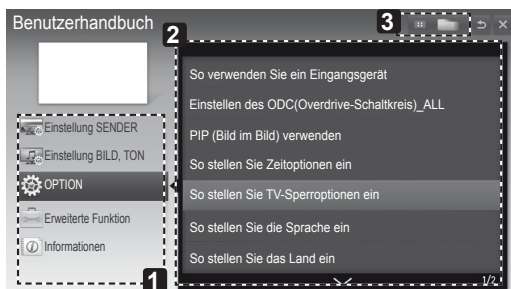 Benutzerhandbuch
3
2
Einstellung SENDER
Einstellung BILD, TON
OPTION
Erweiterte Funktion
Informationen
1
So verwenden Sie ein Eingangsgerät
Einstellen des ODC(Overdrive-Schaltkreis)_ALL
PIP (Bild im Bild) verwenden
So stellen Sie Zeitoptionen ein
So stellen Sie TV-Sperroptionen ein
So stellen Sie die Sprache ein
So stellen Sie das Land ein
1/2